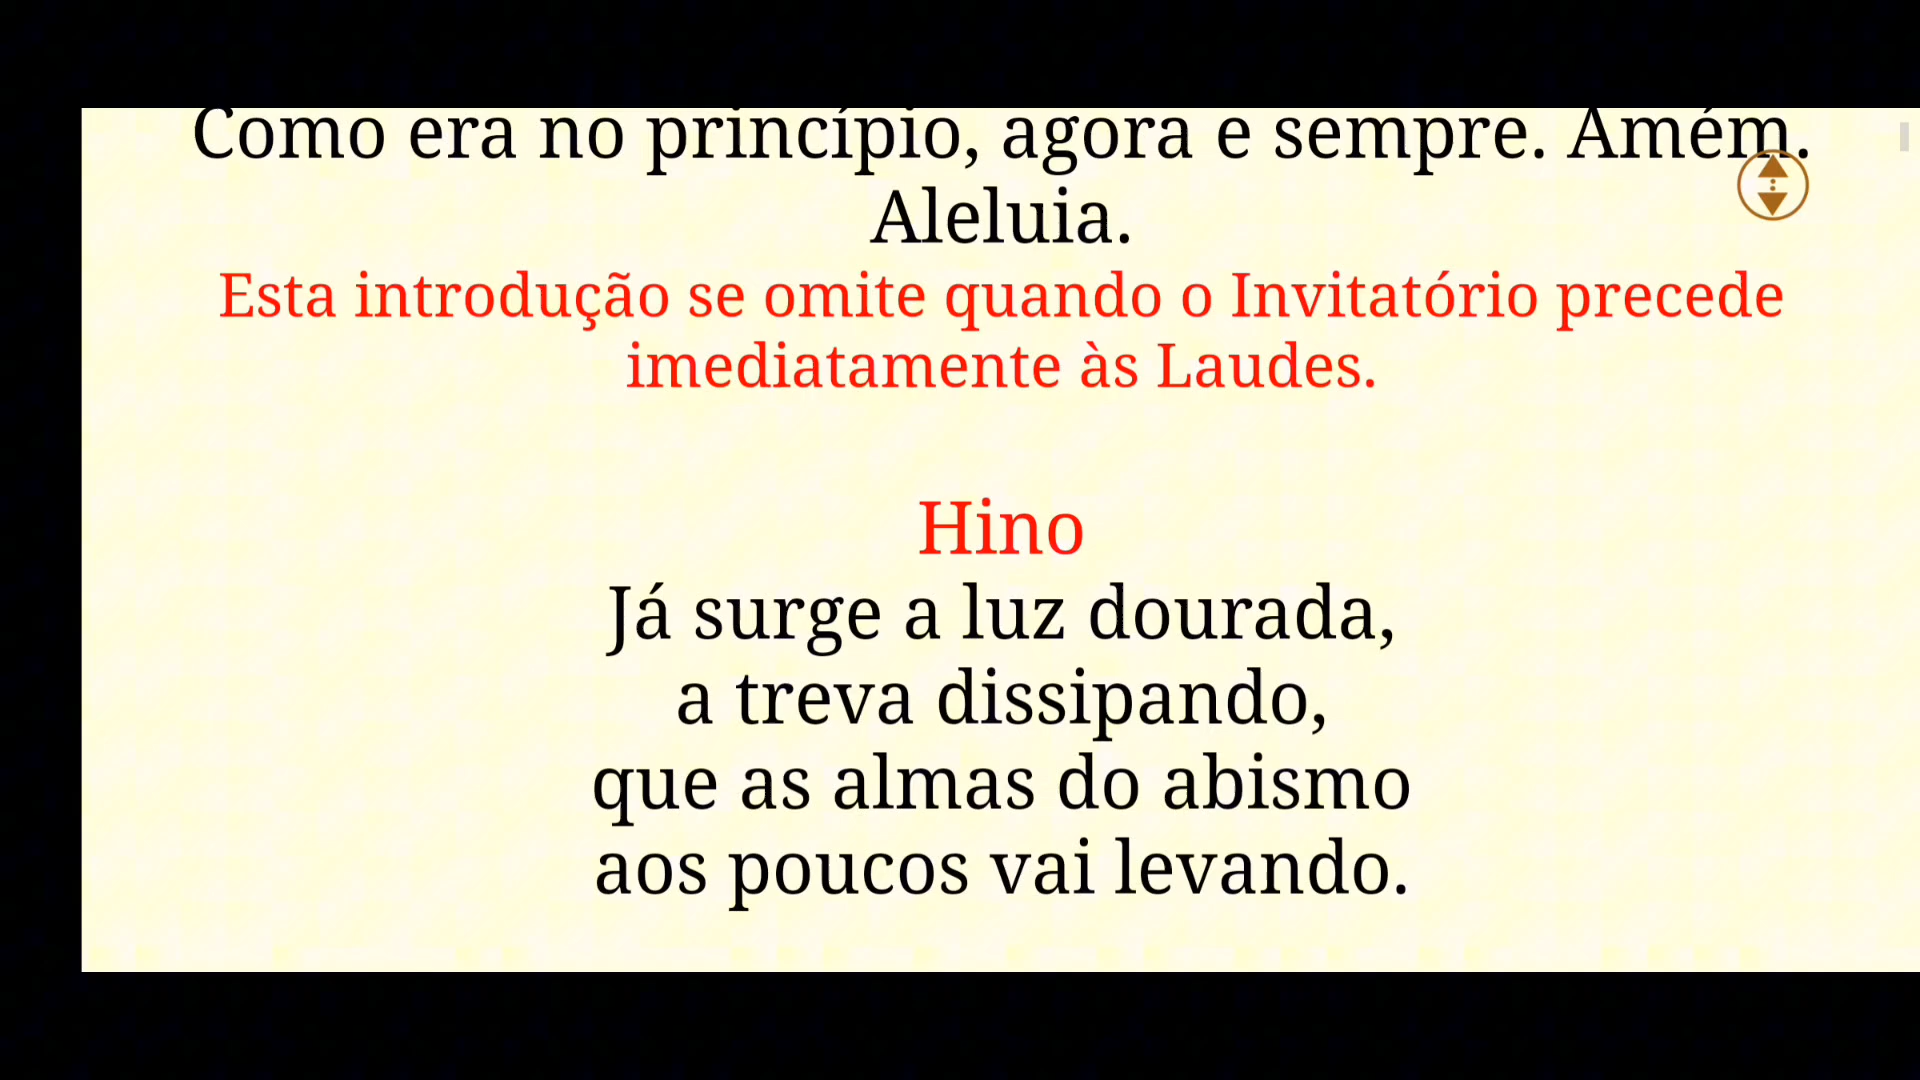 Como era no princípio, agora e sempre. Amém.
Aleluia.
Esta introdução se omite quando o Invitatório precede
imediatamente às Laudes.
Hino
Já surge a luz dourada,
a treva dissipando,
que as almas do abismo
aos poucos vai levando.